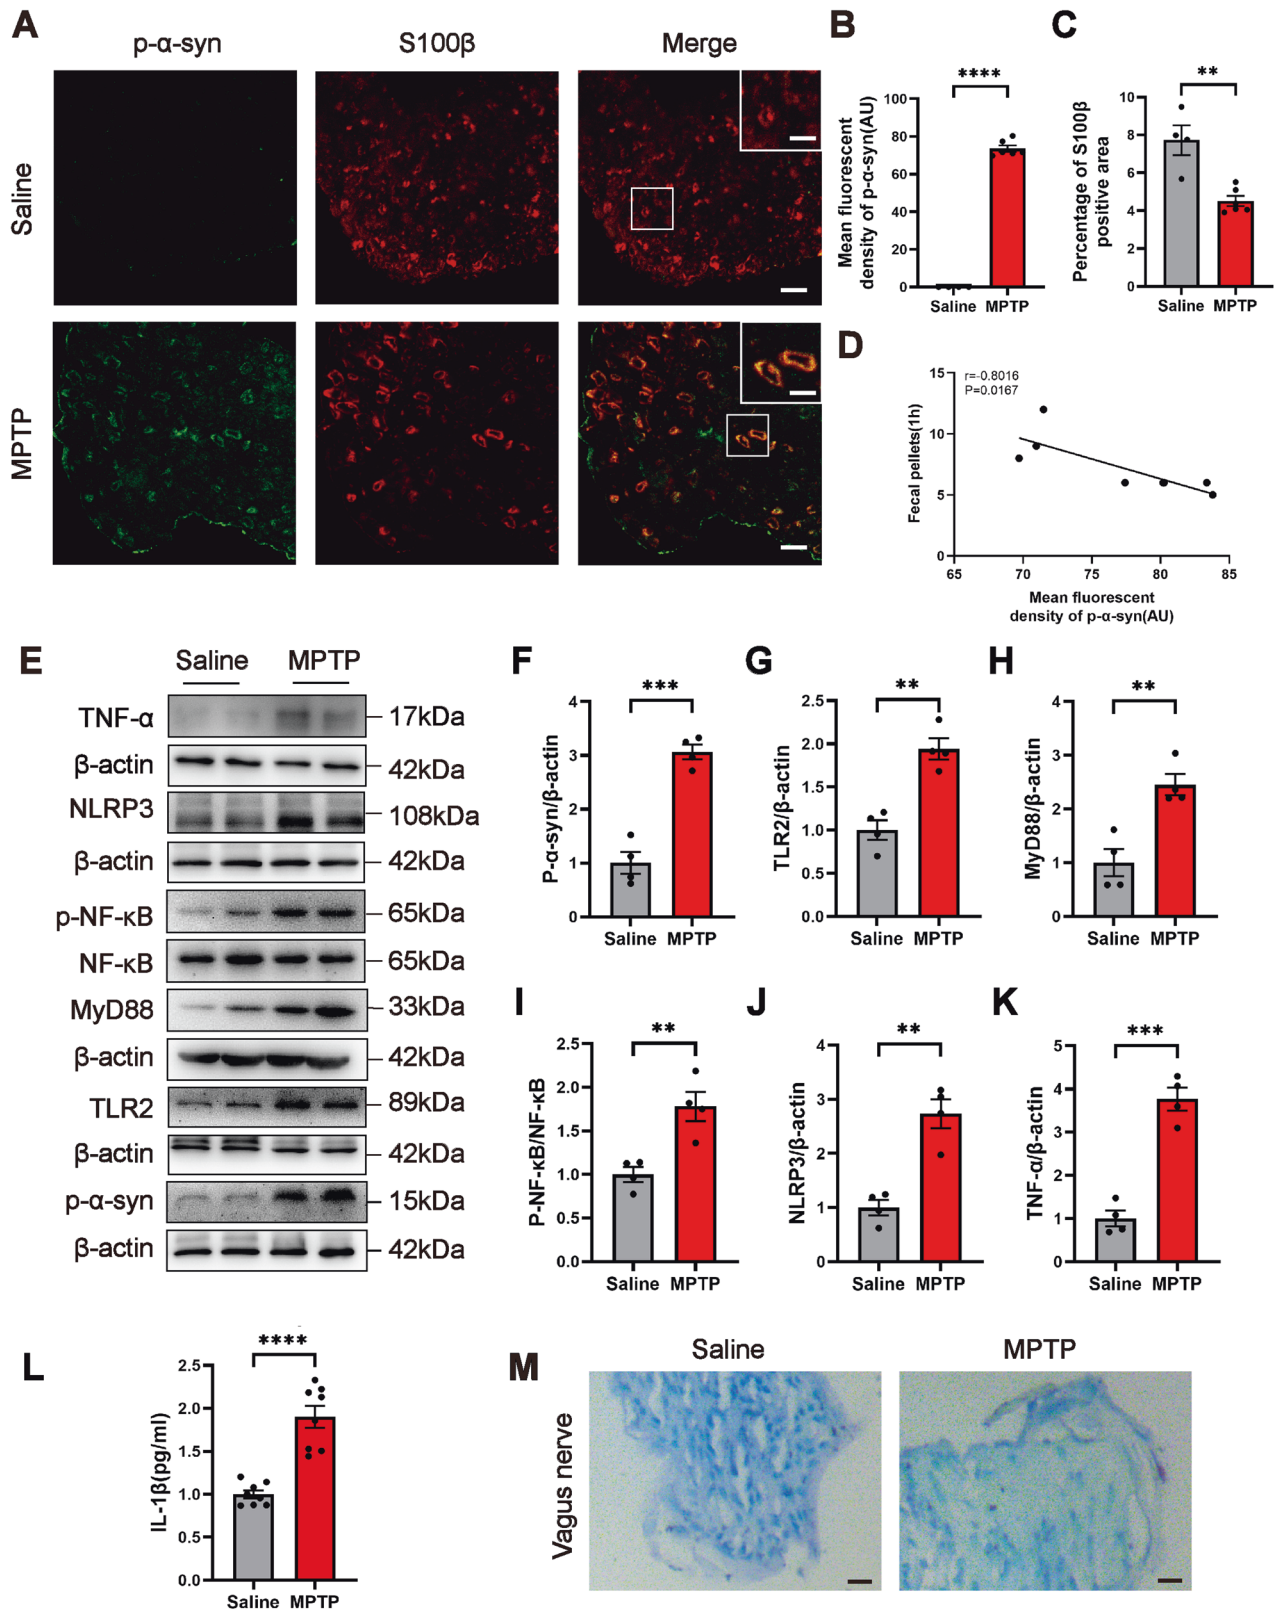 A
p-α-syn
S100β
Merge
Saline
MPTP
B
****
Mean fluorescent
density of p-α-syn(AU)
100
80
60
40
20
0
Saline
MPTP
C
**
Percentage of S100β
positive area
10
8
6
4
2
0
Saline
MPTP
D
r=-0.8016
P=0.0167
Fecal pellets(1h)
15
10
5
0
65
70
75
80
85
Mean fluorescent
density of p-α-syn(AU)
E
Saline
MPTP
TNF-α
17kDa
β-actin
42kDa
NLRP3
108kDa
β-actin
42kDa
p-NF-κB
65kDa
NF-κB
65kDa
MyD88
33kDa
β-actin
42kDa
TLR2
89kDa
β-actin
42kDa
p-α-syn
15kDa
β-actin
42kDa
F
***
P-α-syn/β-actin
4
3
2
1
0
Saline
MPTP
G
**
TLR2/β-actin
2.5
2.0
1.5
1.0
0.5
0.0
Saline
MPTP
H
**
MyD88/β-actin
4
3
2
1
0
Saline
MPTP
I
**
P-NF-κB/NF-κB
2.5
2.0
1.5
1.0
0.5
0.0
Saline
MPTP
J
**
NLRP3/β-actin
4
3
2
1
0
Saline
MPTP
K
***
TNF-α/β-actin
5
4
3
2
1
0
Saline
MPTP
L
****
IL-1β(pg/ml)
2.5
2.0
1.5
1.0
0.5
0.0
Saline
MPTP
M
Saline
MPTP
Vagus nerve